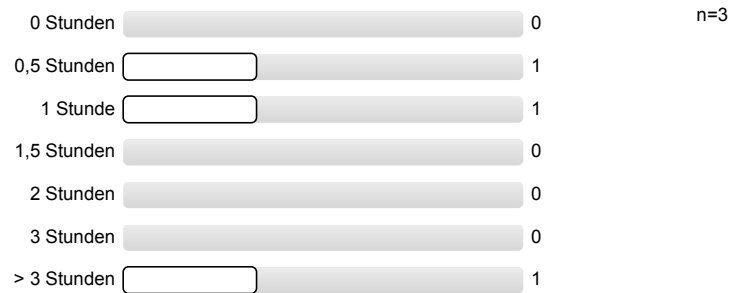 0 Stunden 0 n=3
0,5 Stunden 1
1 Stunde 1
1,5 Stunden 0
2 Stunden 0
3 Stunden 0
> 3 Stunden 1